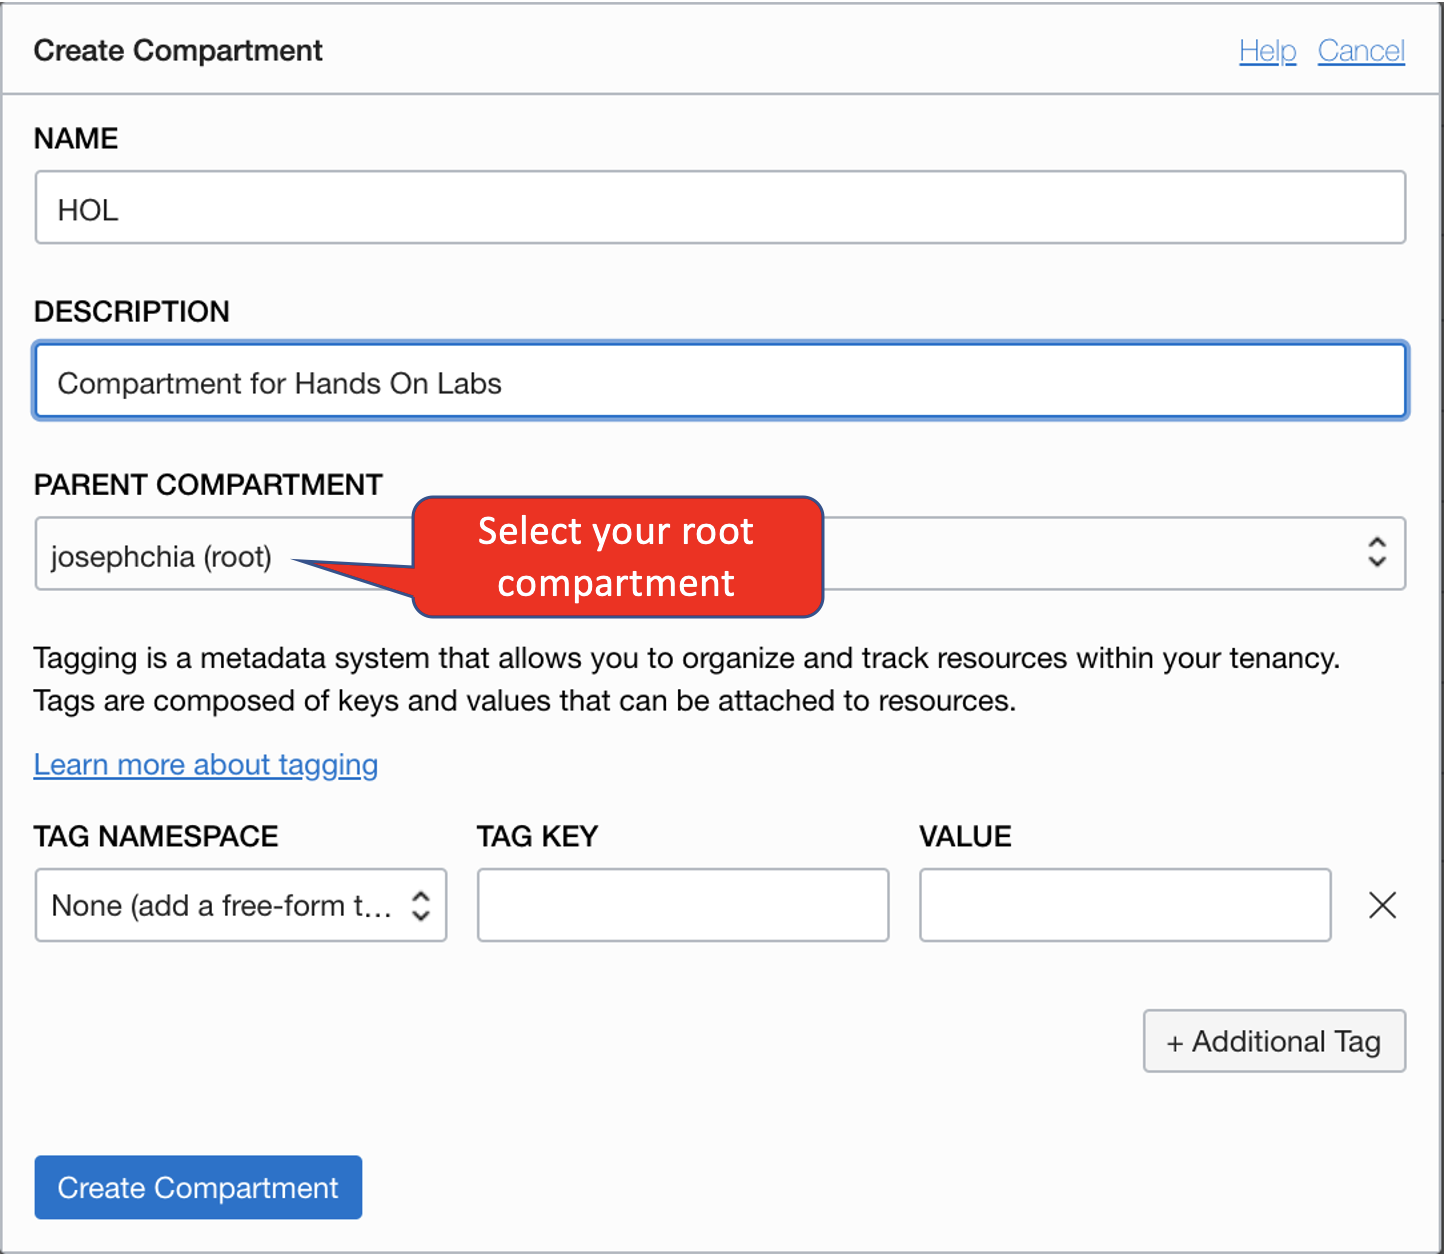 Create Compartment
Help Cancel
NAME
HOL
DESCRIPTION
Compartment for Hands On Labs
PARENT COMPARTMENT
josephchia (root)
Select your root
compartment
Tagging is a metadata system that allows you to organize and track resources within your tenancy.
Tags are composed of keys and values that can be attached to resources.
Learn more about tagging
TAG NAMESPACE TAG KEY VALUE
None (add a free-form t...
+ Additional Tag
Create Compartment